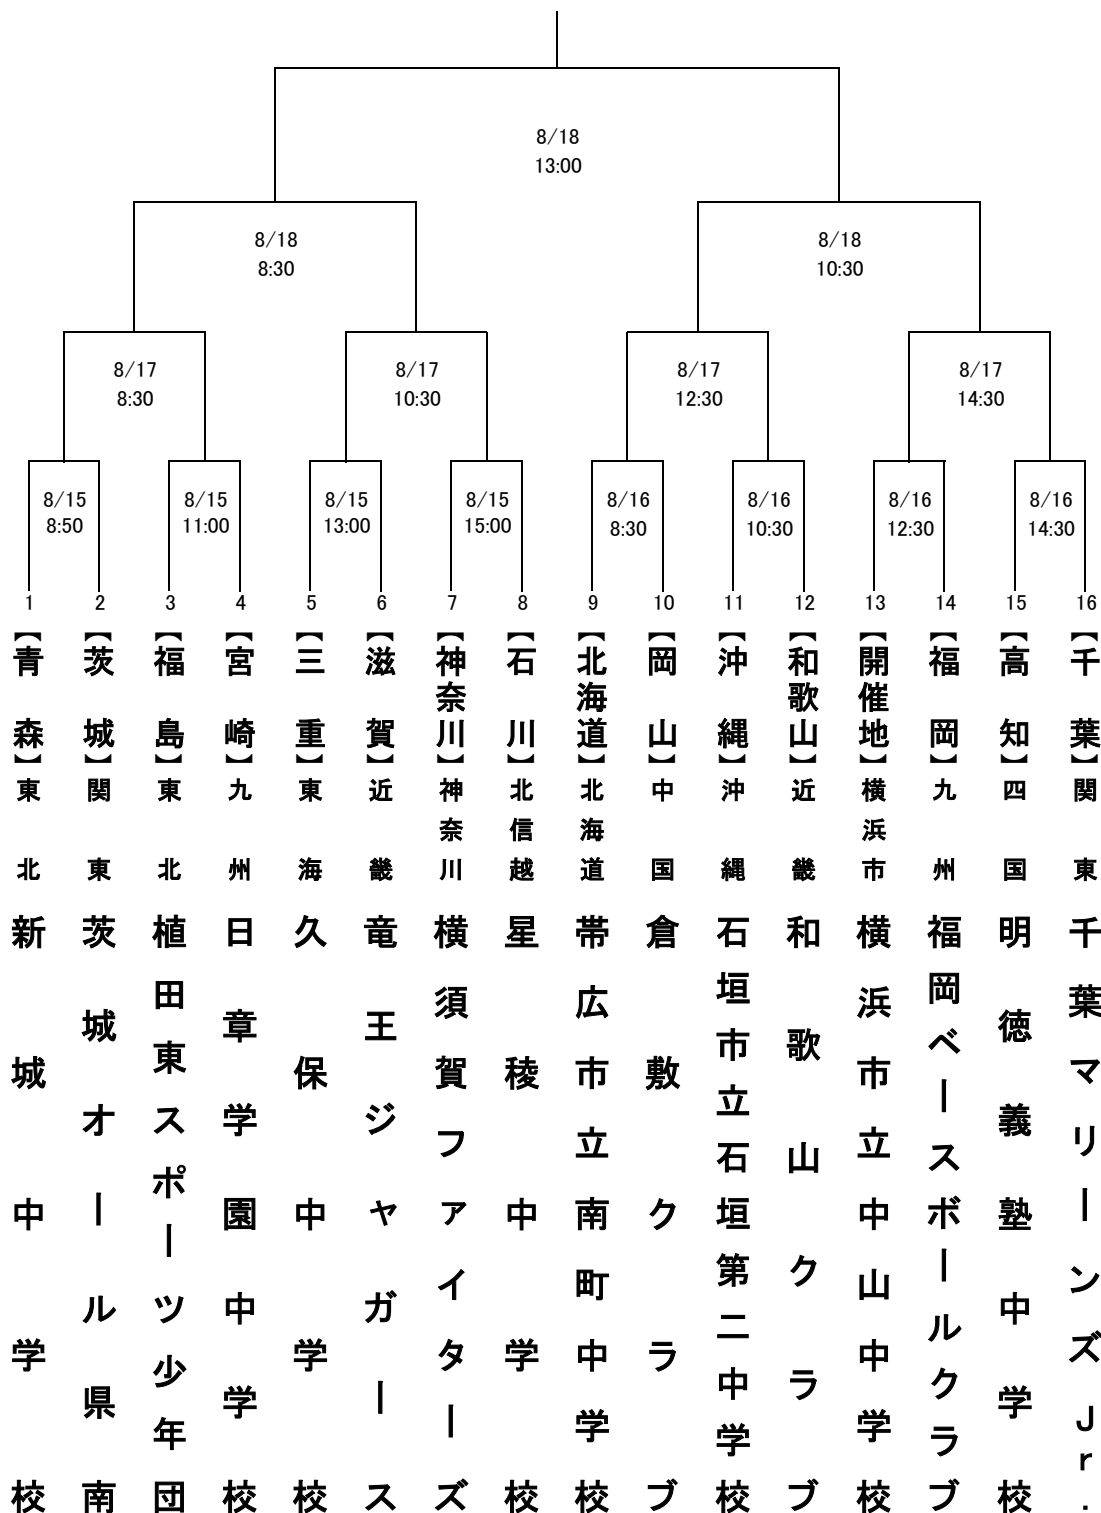 8/18
13:00
8/18
8:30
8/18
10:30
8/17
8:30
8/17
10:30
8/17
12:30
8/17
14:30
8/15
8:50
8/15
11:00
8/15
13:00
8/15
15:00
8/16
8:30
8/16
10:30
8/16
12:30
8/16
14:30
1
【青森】
東北
新城中学校
2
【茨城】
関東
茨城オール県南
3
【福島】
東北
植田東スポーツ少年団
4
【宮崎】
九州
日章学園中学校
5
【三重】
東海
久保中学校
6
【滋賀】
近畿
竜王ジャガース
7
【神奈川】
神奈川
横須賀ファイターズ
8
【石川】
北信越
星稜中学校
9
【北海道】
北海道
帯広市立南町中学校
10
【岡山】
中国
倉敷クラブ
11
【沖縄】
沖縄
石垣市立石垣第二中学校
12
【和歌山】
近畿
和歌山クラブ
13
【開催地】
横浜市
横浜市立中山中学校
14
【福岡】
九州
福岡ベースボールクラブ
15
【高知】
四国
明徳義塾中学校
16
【千葉】
関東
千葉マリーンズJr.